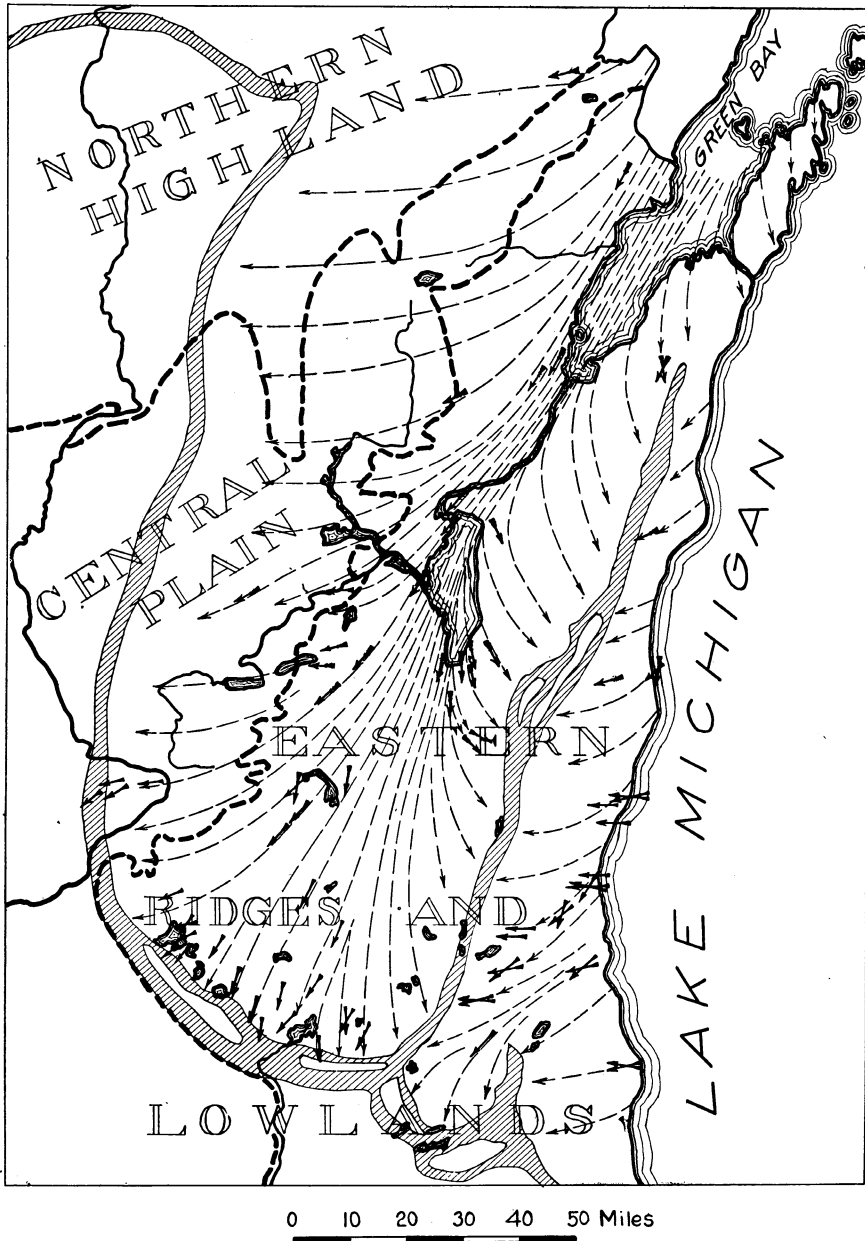 NORTHERN
HIGHLAND
GREEN BAY
CENTRAL
PLAIN
LAKE MICHIGAN
EASTERN
RIDGES AND
LOWLANDS
0 10 20 30 40 50 Miles